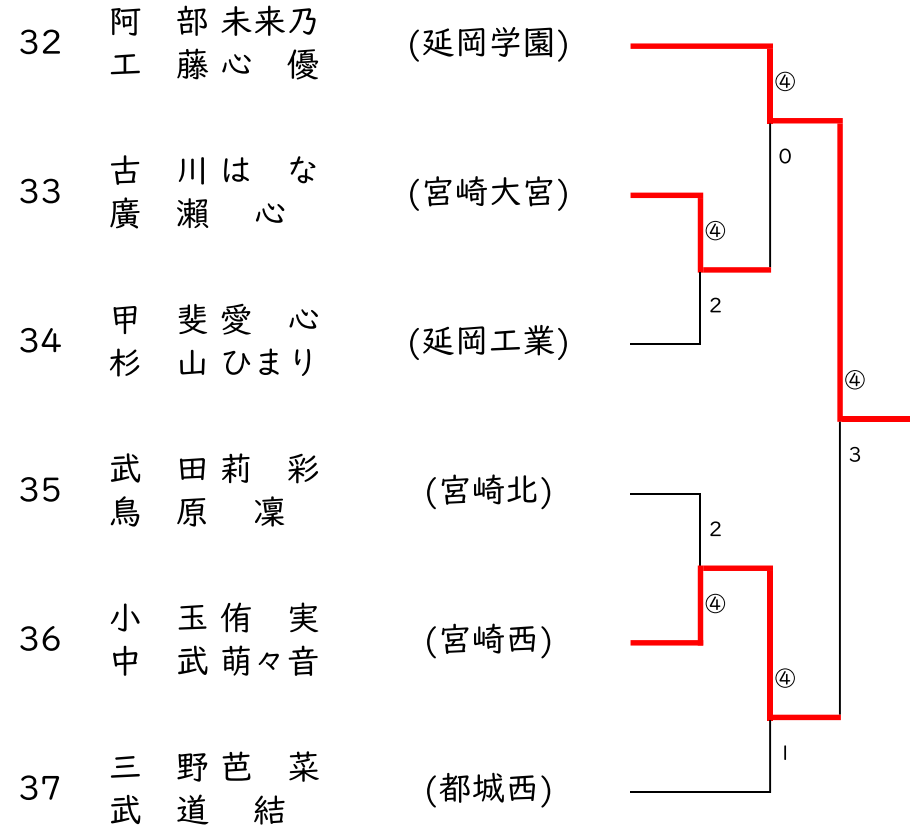 阿 部 未来乃
32 (延岡学園)
工 藤 心 優
④
0
古 川 は な
33 (宮崎大宮)
廣 瀨 心
④
2
甲 斐 愛 心
34 (延岡工業)
杉 山 ひまり
④
3
武 田 莉 彩
35 (宮崎北)
鳥 原 凜
2
④
小 玉 侑 実
36 (宮崎西)
中 武 萌々音
④
1
三 野 芭 菜
37 (都城西)
武 道 結